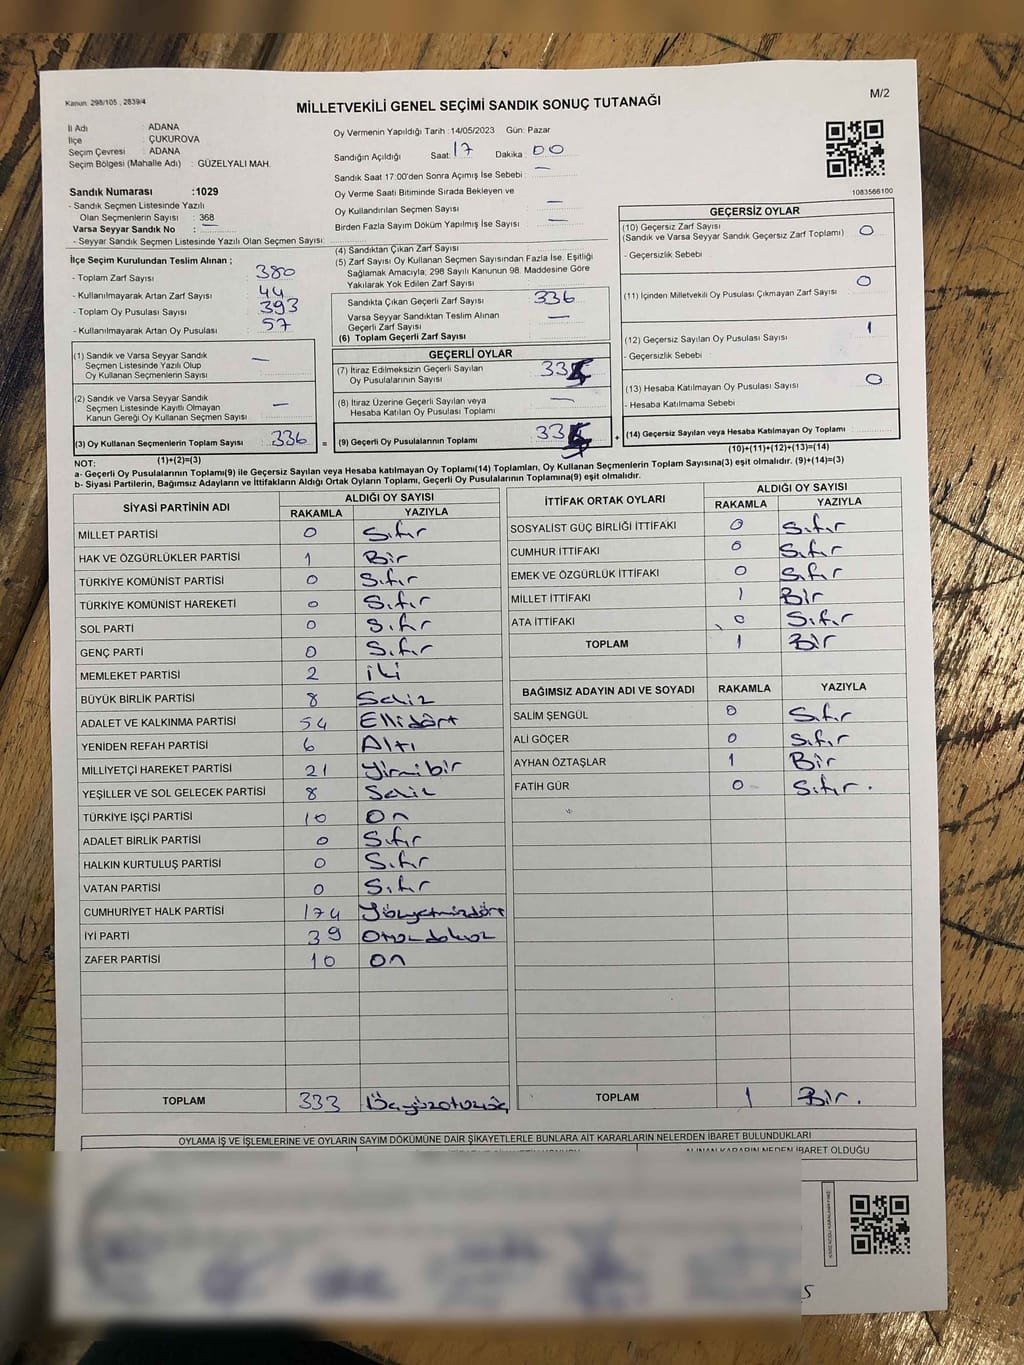 Kanun. 298/105 , 2839/4
MİLLETVEKİLİ GENEL SEÇİMİ SANDIK SONUÇ TUTANAĞI
M/2
İl Adı : ADANA
İlçe : ÇUKUROVA
Seçim Çevresi : ADANA
Seçim Bölgesi (Mahalle Adı) : GÜZELYALI MAH.
Sandık Numarası :1029
- Sandık Seçmen Listesinde Yazılı
Olan Seçmenlerin Sayısı : 368
Varsa Seyyar Sandık No : —
- Seyyar Sandık Seçmen Listesinde Yazılı Olan Seçmen Sayısı:
Oy Vermenin Yapıldığı Tarih :14/05/2023 Gün: Pazar
Sandığın Açıldığı Saat: 17 Dakika : 00
Sandık Saat 17:00'den Sonra Açımış İse Sebebi : —
Oy Verme Saati Bitiminde Sırada Bekleyen ve
Oy Kullandırılan Seçmen Sayısı —
Birden Fazla Sayım Döküm Yapılmış İse Sayısı : —
1083566100
İlçe Seçim Kurulundan Teslim Alınan ;
- Toplam Zarf Sayısı : 380
- Kullanılmayarak Artan Zarf Sayısı : 44
- Toplam Oy Pusulası Sayısı : 393
- Kullanılmayarak Artan Oy Pusulası : 57
(1) Sandık ve Varsa Seyyar Sandık
Seçmen Listesinde Yazılı Olup
Oy Kullanan Seçmenlerin Sayısı —
(2) Sandık ve Varsa Seyyar Sandık
Seçmen Listesinde Kayıtlı Olmayan
Kanun Gereği Oy Kullanan Seçmen Sayısı —
(3) Oy Kullanan Seçmenlerin Toplam Sayısı 336
(1)+(2)=(3)
(4) Sandıktan Çıkan Zarf Sayısı
(5) Zarf Sayısı Oy Kullanan Seçmen Sayısından Fazla İse, Eşitliği
Sağlamak Amacıyla; 298 Sayılı Kanunun 98. Maddesine Göre
Yakılarak Yok Edilen Zarf Sayısı :
Sandıkta Çıkan Geçerli Zarf Sayısı : 336
Varsa Seyyar Sandıktan Teslim Alınan
Geçerli Zarf Sayısı : —
(6) Toplam Geçerli Zarf Sayısı :
GEÇERLİ OYLAR
(7) İtiraz Edilmeksizin Geçerli Sayılan
Oy Pusulalarının Sayısı
(8) İtiraz Üzerine Geçerli Sayılan veya
Hesaba Katılan Oy Pusulası Toplamı —
= (9) Geçerli Oy Pusulalarının Toplamı
GEÇERSİZ OYLAR
(10) Geçersiz Zarf Sayısı
(Sandık ve Varsa Seyyar Sandık Geçersiz Zarf Toplamı) : 0
- Geçersizlik Sebebi :
(11) İçinden Milletvekili Oy Pusulası Çıkmayan Zarf Sayısı : 0
(12) Geçersiz Sayılan Oy Pusulası Sayısı : 1
- Geçersizlik Sebebi :
(13) Hesaba Katılmayan Oy Pusulası Sayısı : 0
- Hesaba Katılmama Sebebi :
+ (14) Geçersiz Sayılan veya Hesaba Katılmayan Oy Toplamı :
(10)+(11)+(12)+(13)=(14)
NOT:
a- Geçerli Oy Pusulalarının Toplamı(9) ile Geçersiz Sayılan veya Hesaba katılmayan Oy Toplamı(14) Toplamları, Oy Kullanan Seçmenlerin Toplam Sayısına(3) eşit olmalıdır. (9)+(14)=(3)
b- Siyasi Partilerin, Bağımsız Adayların ve İttifakların Aldığı Ortak Oyların Toplamı, Geçerli Oy Pusulalarının Toplamına(9) eşit olmalıdır.
SİYASİ PARTİNİN ADI ALDIĞI OY SAYISI
RAKAMLA YAZIYLA
MİLLET PARTİSİ 0 Sıfır
HAK VE ÖZGÜRLÜKLER PARTİSİ 1 Bir
TÜRKİYE KOMÜNİST PARTİSİ 0 Sıfır
TÜRKİYE KOMÜNİST HAREKETİ 0 Sıfır
SOL PARTİ 0 Sıfır
GENÇ PARTİ 0 Sıfır
MEMLEKET PARTİSİ 2 iki
BÜYÜK BİRLİK PARTİSİ 8 Sekiz
ADALET VE KALKINMA PARTİSİ 54 Ellidört
YENİDEN REFAH PARTİSİ 6 Altı
MİLLİYETÇİ HAREKET PARTİSİ 21 Yirmibir
YEŞİLLER VE SOL GELECEK PARTİSİ 8 Sekiz
TÜRKİYE İŞÇİ PARTİSİ 10 On
ADALET BİRLİK PARTİSİ 0 Sıfır
HALKIN KURTULUŞ PARTİSİ 0 Sıfır
VATAN PARTİSİ 0 Sıfır
CUMHURİYET HALK PARTİSİ 174 Yüzyetmişdört
İYİ PARTİ 39 Otuzdokuz
ZAFER PARTİSİ 10 On
TOPLAM 333 Üçyüzotuzüç
İTTİFAK ORTAK OYLARI ALDIĞI OY SAYISI
RAKAMLA YAZIYLA
SOSYALİST GÜÇ BİRLİĞİ İTTİFAKI 0 Sıfır
CUMHUR İTTİFAKI 0 Sıfır
EMEK VE ÖZGÜRLÜK İTTİFAKI 0 Sıfır
MİLLET İTTİFAKI 1 Bir
ATA İTTİFAKI 0 Sıfır
TOPLAM 1 Bir
BAĞIMSIZ ADAYIN ADI VE SOYADI RAKAMLA YAZIYLA
SALİM ŞENGÜL 0 Sıfır
ALİ GÖÇER 0 Sıfır
AYHAN ÖZTAŞLAR 1 Bir
FATİH GÜR 0 Sıfır.
TOPLAM 1 Bir.
OYLAMA İŞ VE İŞLEMLERİNE VE OYLARIN SAYIM DÖKÜMÜNE DAİR ŞİKAYETLERLE BUNLARA AİT KARARLARIN NELERDEN İBARET BULUNDUKLARI
ALINAN KARARIN NEDEN İBARET OLDUĞU